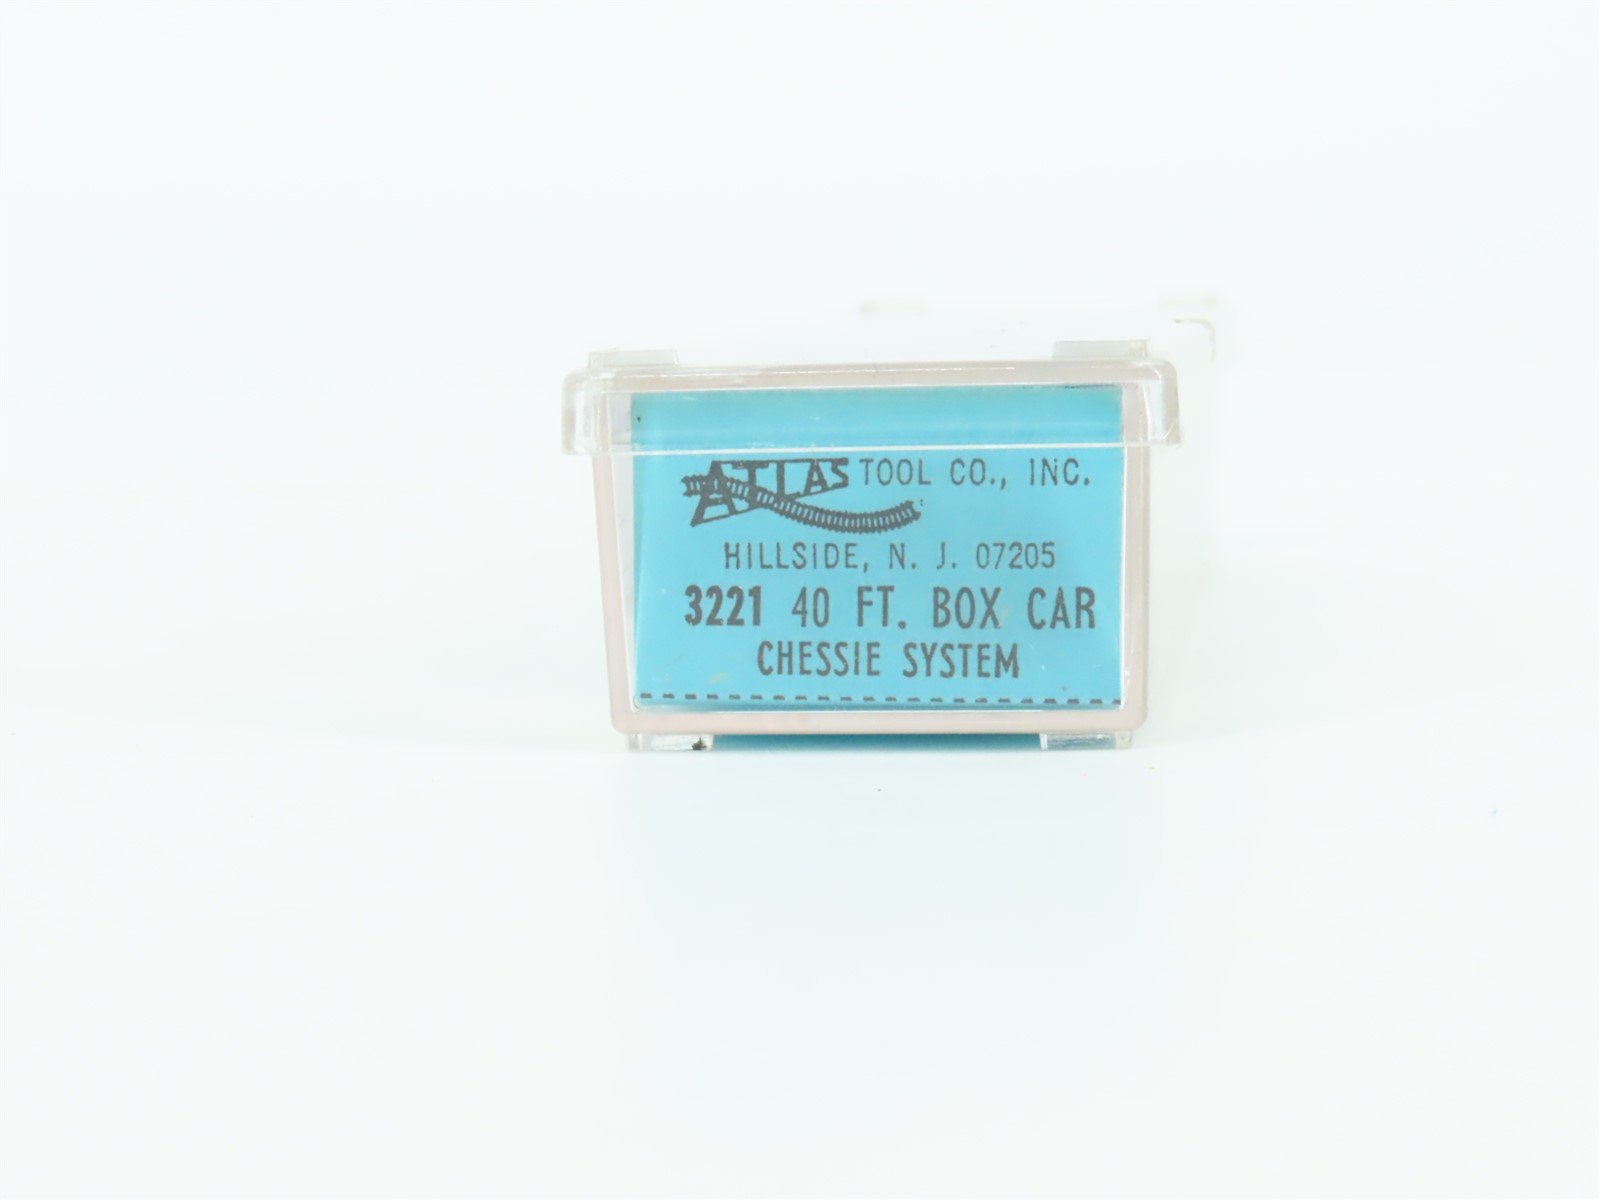 ATLAS TOOL CO., INC.
HILLSIDE, N. J. 07205
3221 40 FT. BOX CAR
CHESSIE SYSTEM